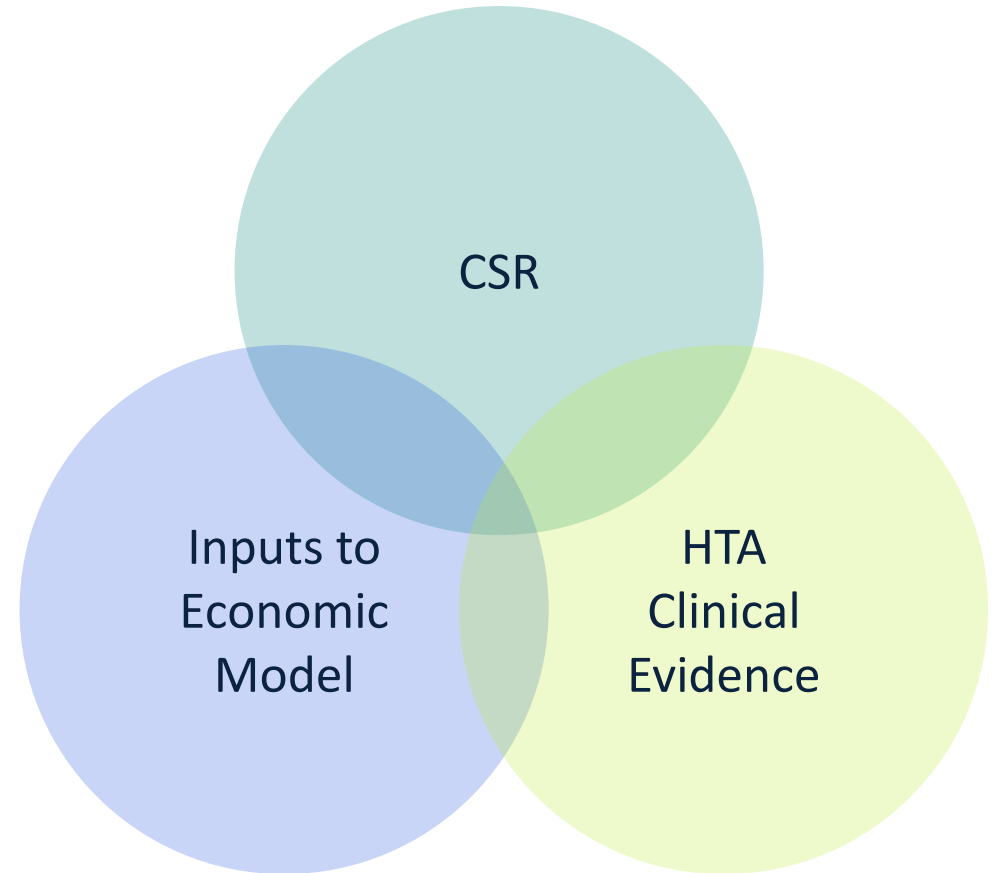 CSR
Inputs to
Economic
Model
HTA
Clinical
Evidence